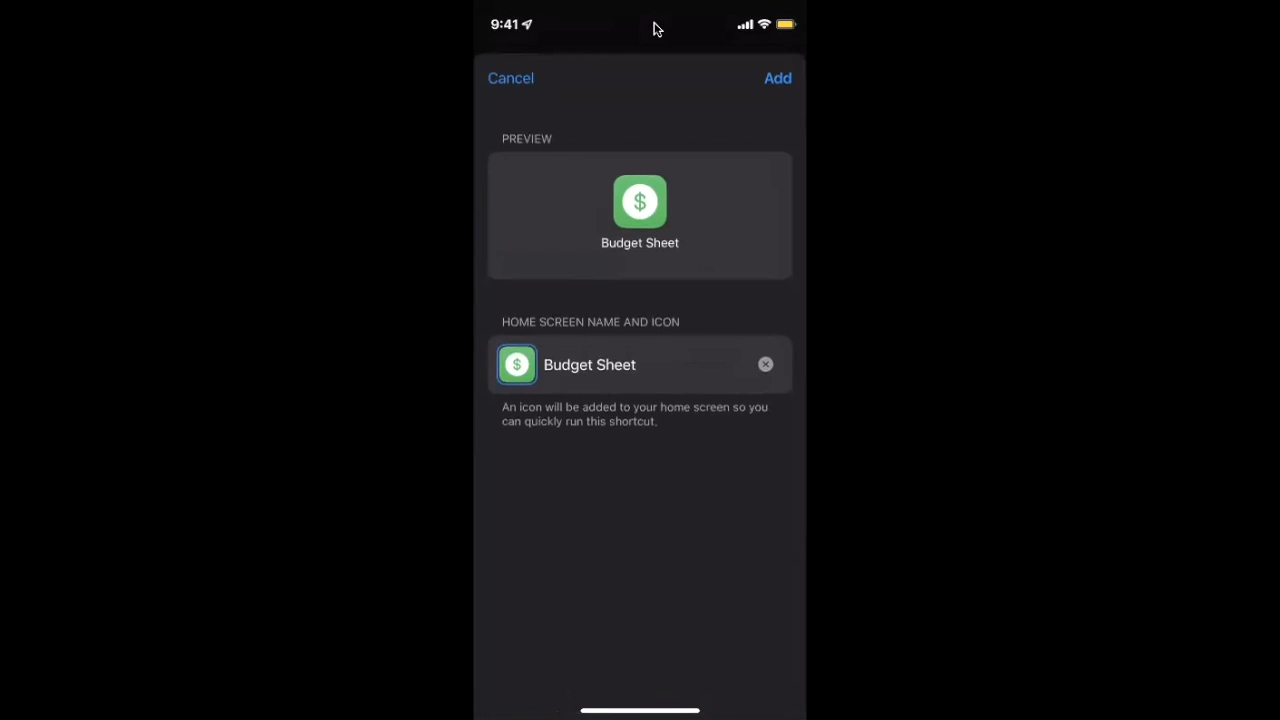 9:41
Cancel
Add
PREVIEW
$
Budget Sheet
HOME SCREEN NAME AND ICON
$ Budget Sheet
An icon will be added to your home screen so you
can quickly run this shortcut.